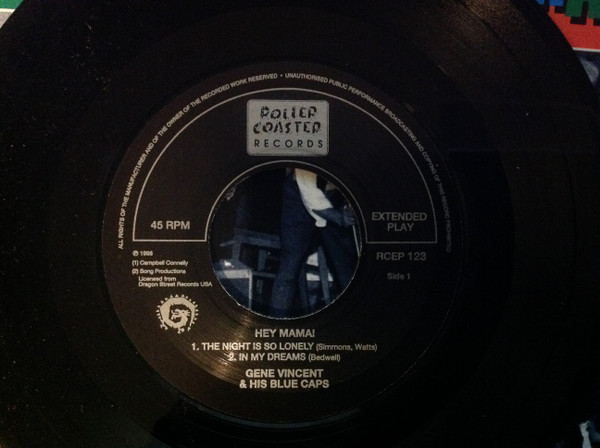 ALL RIGHTS OF THE MANUFACTURER AND OF THE OWNER OF THE RECORDED WORK RESERVED • UNAUTHORISED PUBLIC PERFORMANCE BROADCASTING AND COPYING OF THIS RECORD PROHIBITED
ROLLER
COASTER
RECORDS
45 RPM
EXTENDED
PLAY
RCEP 123
Side 1
℗ 1998
(1) Campbell Connelly
(2) Song Productions
Licensed from
Dragon Street Records USA
HEY MAMA!
1. THE NIGHT IS SO LONELY (Simmons, Watts)
2. IN MY DREAMS (Bedwell)
GENE VINCENT
& HIS BLUE CAPS